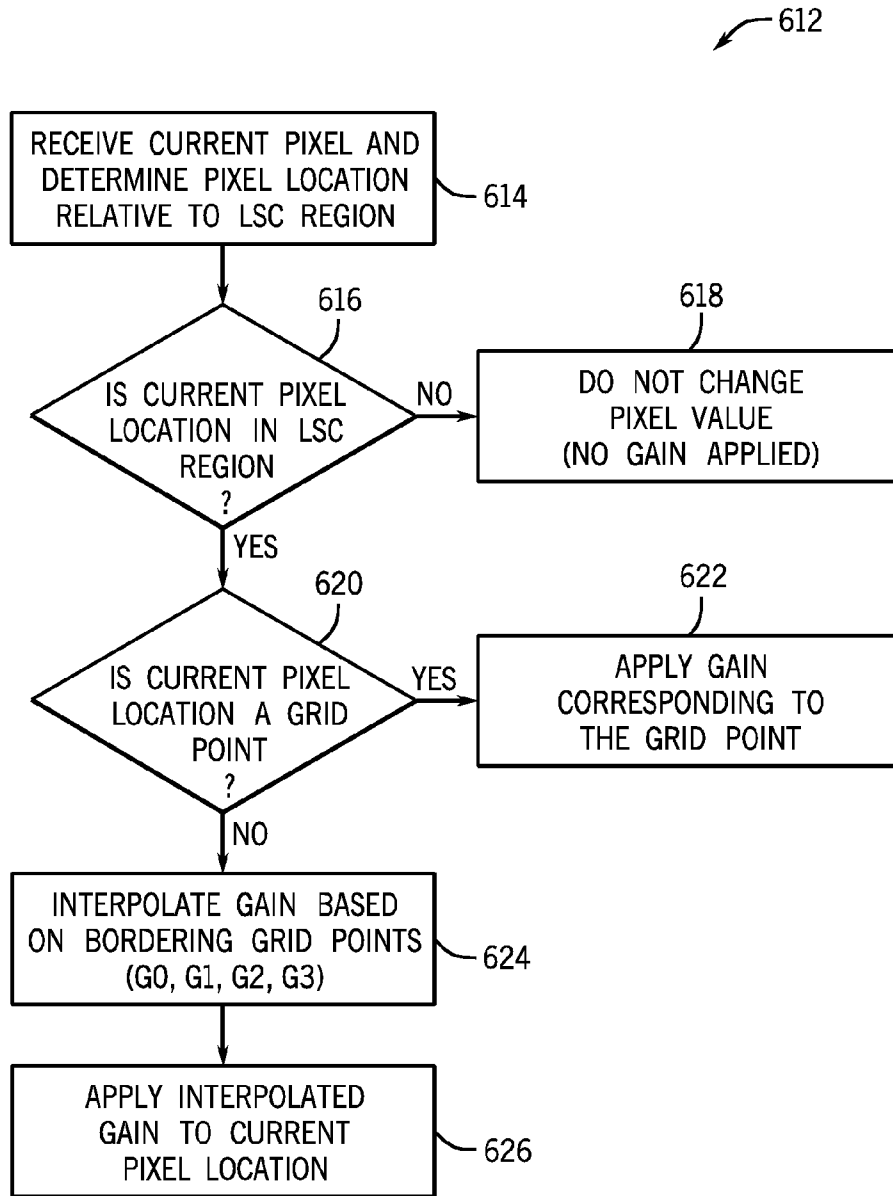 612
RECEIVE CURRENT PIXEL AND
DETERMINE PIXEL LOCATION
RELATIVE TO LSC REGION
614
616
IS CURRENT PIXEL
LOCATION IN LSC
REGION
?
NO
618
DO NOT CHANGE
PIXEL VALUE
(NO GAIN APPLIED)
YES
620
IS CURRENT PIXEL
LOCATION A GRID
POINT
?
YES
622
APPLY GAIN
CORRESPONDING TO
THE GRID POINT
NO
INTERPOLATE GAIN BASED
ON BORDERING GRID POINTS
(G0, G1, G2, G3)
624
APPLY INTERPOLATED
GAIN TO CURRENT
PIXEL LOCATION
626